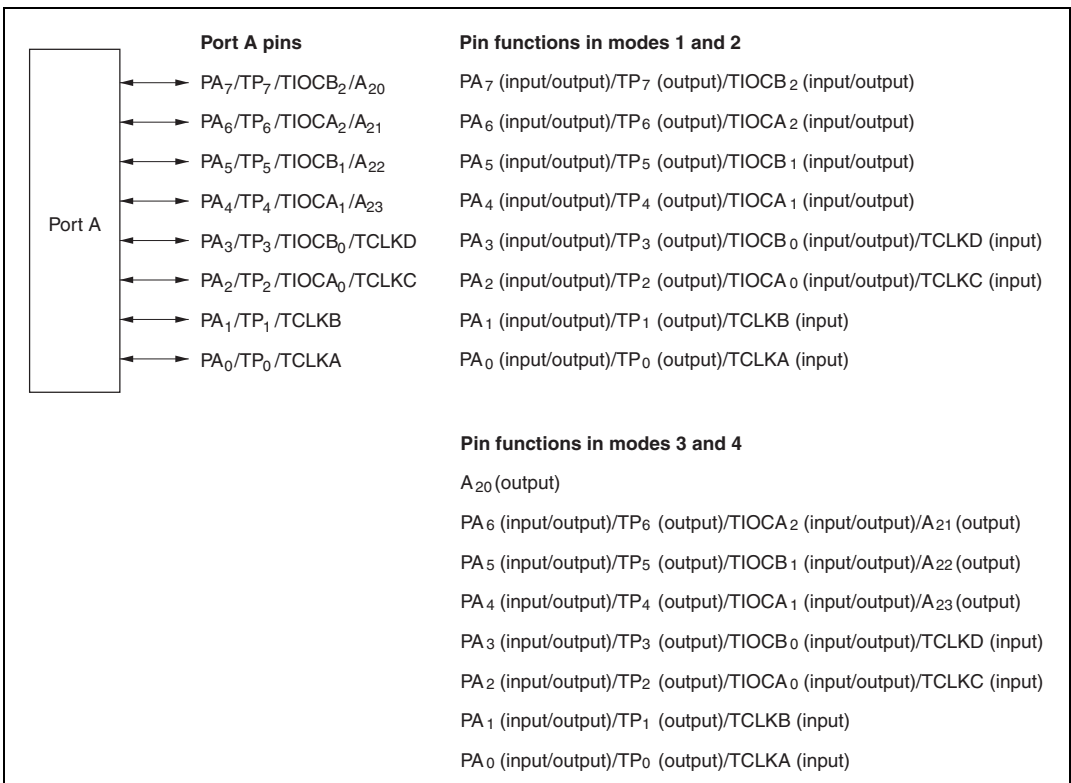 Port A pins Pin functions in modes 1 and 2
PA7/TP7/TIOCB2/A20 PA7 (input/output)/TP7 (output)/TIOCB2 (input/output)
PA6/TP6/TIOCA2/A21 PA6 (input/output)/TP6 (output)/TIOCA2 (input/output)
PA5/TP5/TIOCB1/A22 PA5 (input/output)/TP5 (output)/TIOCB1 (input/output)
PA4/TP4/TIOCA1/A23 PA4 (input/output)/TP4 (output)/TIOCA1 (input/output)
Port A
PA3/TP3/TIOCB0/TCLKD PA3 (input/output)/TP3 (output)/TIOCB0 (input/output)/TCLKD (input)
PA2/TP2/TIOCA0/TCLKC PA2 (input/output)/TP2 (output)/TIOCA0 (input/output)/TCLKC (input)
PA1/TP1/TCLKB PA1 (input/output)/TP1 (output)/TCLKB (input)
PA0/TP0/TCLKA PA0 (input/output)/TP0 (output)/TCLKA (input)
Pin functions in modes 3 and 4
A20 (output)
PA6 (input/output)/TP6 (output)/TIOCA2 (input/output)/A21 (output)
PA5 (input/output)/TP5 (output)/TIOCB1 (input/output)/A22 (output)
PA4 (input/output)/TP4 (output)/TIOCA1 (input/output)/A23 (output)
PA3 (input/output)/TP3 (output)/TIOCB0 (input/output)/TCLKD (input)
PA2 (input/output)/TP2 (output)/TIOCA0 (input/output)/TCLKC (input)
PA1 (input/output)/TP1 (output)/TCLKB (input)
PA0 (input/output)/TP0 (output)/TCLKA (input)